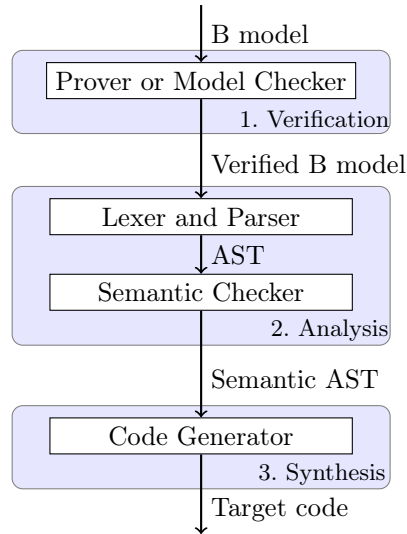 B model
Prover or Model Checker
1. Verification
Verified B model
Lexer and Parser
AST
Semantic Checker
2. Analysis
Semantic AST
Code Generator
3. Synthesis
Target code